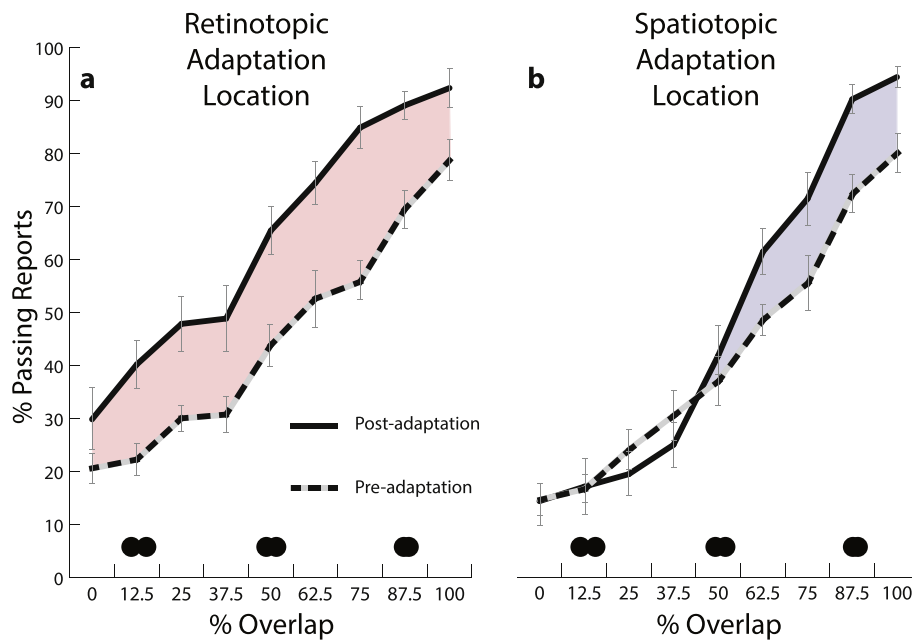 Retinotopic
Adaptation
Location
Spatiotopic
Adaptation
Location
a
b
% Passing Reports
100
90
80
70
60
50
40
30
20
10
0
Post-adaptation
Pre-adaptation
0 12.5 25 37.5 50 62.5 75 87.5 100
% Overlap
0 12.5 25 37.5 50 62.5 75 87.5 100
% Overlap